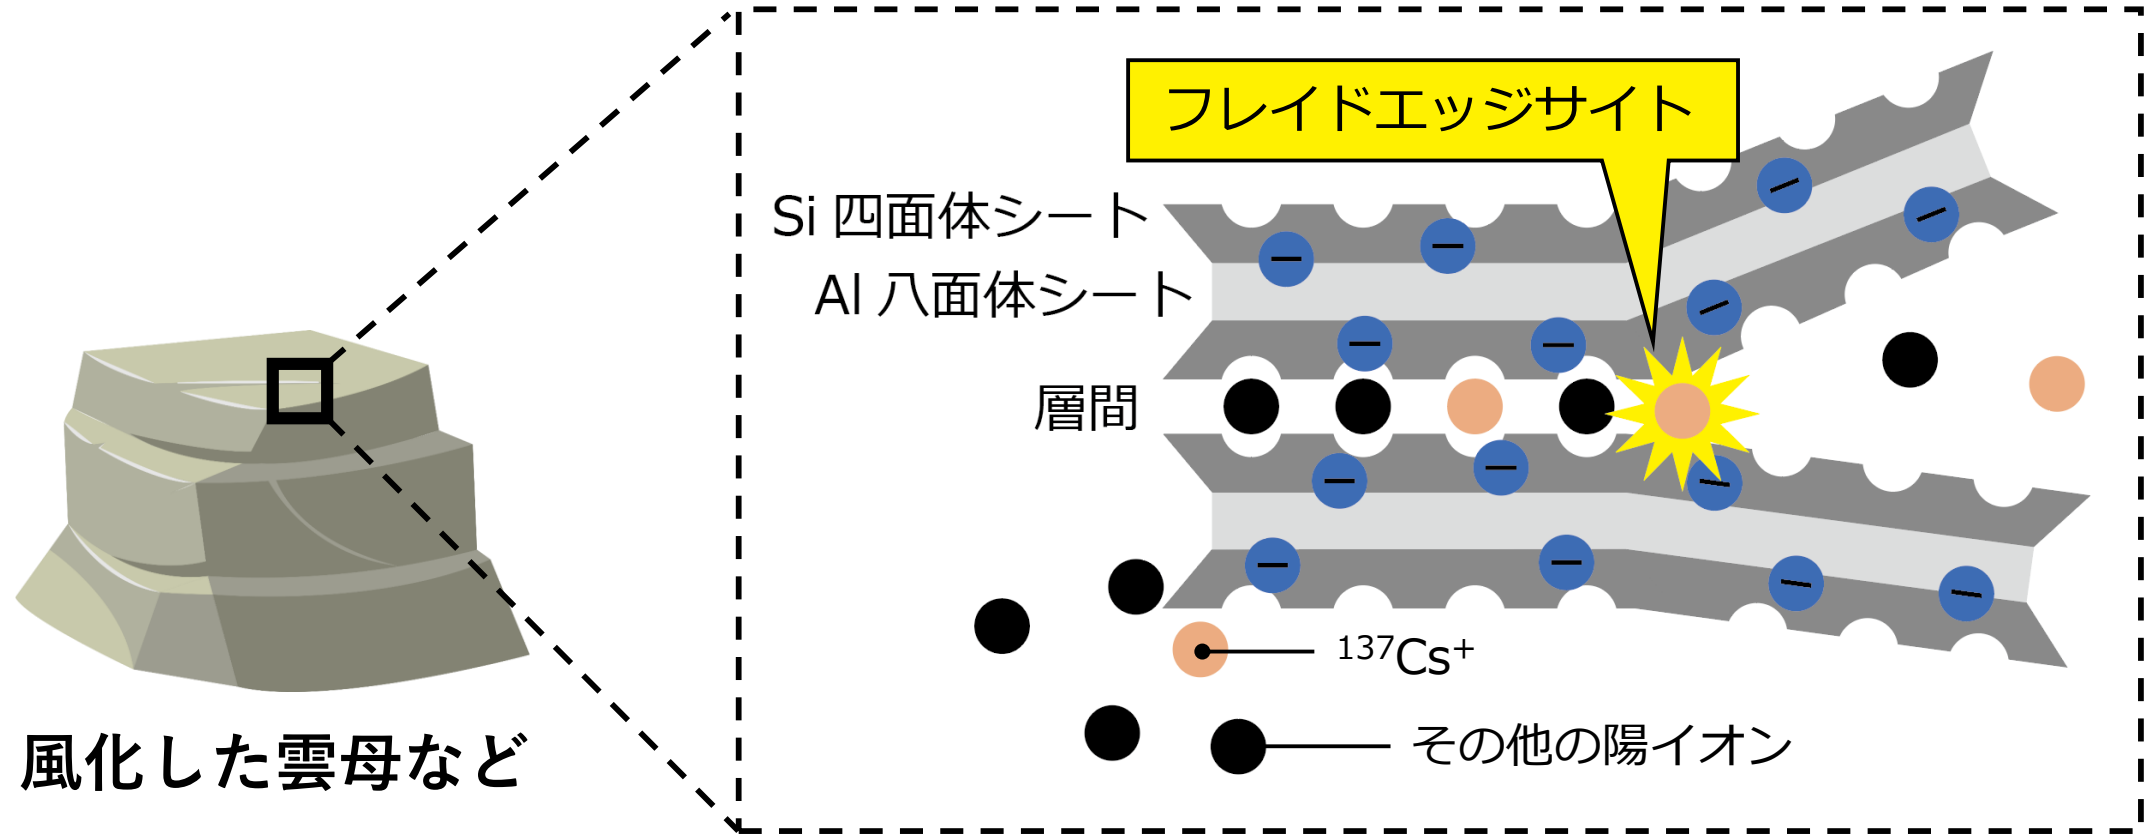 フレイドエッジサイト
Si 四面体シート
Al 八面体シート
層間
¹³⁷Cs⁺
その他の陽イオン
風化した雲母など